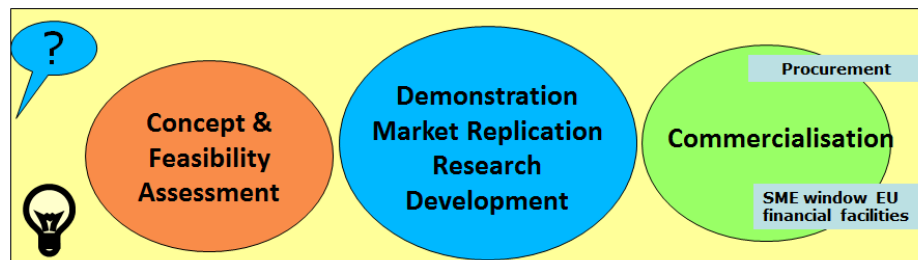 ?
Concept &
Feasibility
Assessment
Demonstration
Market Replication
Research
Development
Procurement
Commercialisation
SME window EU
financial facilities